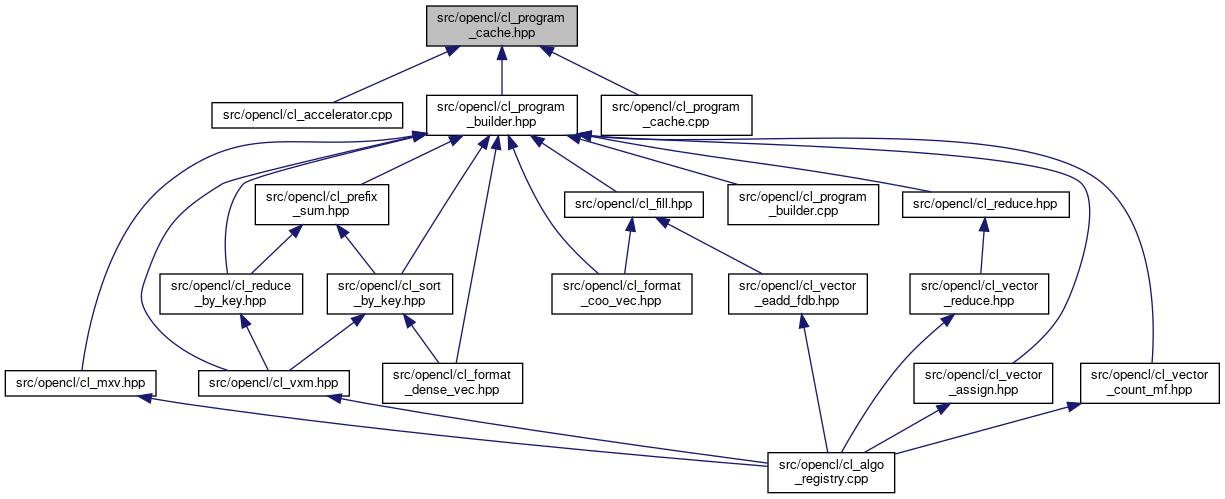 src/opencl/cl_program
_cache.hpp
src/opencl/cl_accelerator.cpp
src/opencl/cl_program
_builder.hpp
src/opencl/cl_program
_cache.cpp
src/opencl/cl_prefix
_sum.hpp
src/opencl/cl_fill.hpp
src/opencl/cl_program
_builder.cpp
src/opencl/cl_reduce.hpp
src/opencl/cl_reduce
_by_key.hpp
src/opencl/cl_sort
_by_key.hpp
src/opencl/cl_format
_coo_vec.hpp
src/opencl/cl_vector
_eadd_fdb.hpp
src/opencl/cl_vector
_reduce.hpp
src/opencl/cl_mxv.hpp
src/opencl/cl_vxm.hpp
src/opencl/cl_format
_dense_vec.hpp
src/opencl/cl_vector
_assign.hpp
src/opencl/cl_vector
_count_mf.hpp
src/opencl/cl_algo
_registry.cpp